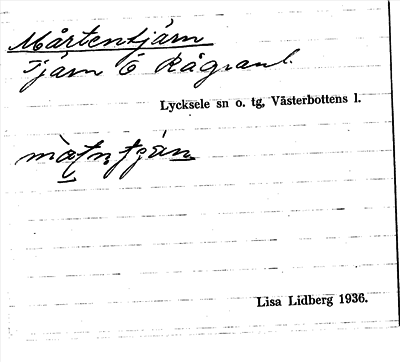 Mårtentjärn
Tjärn Ö Rågranl.
Lycksele sn o. tg, Västerbottens l.
Lisa Lidberg 1936.